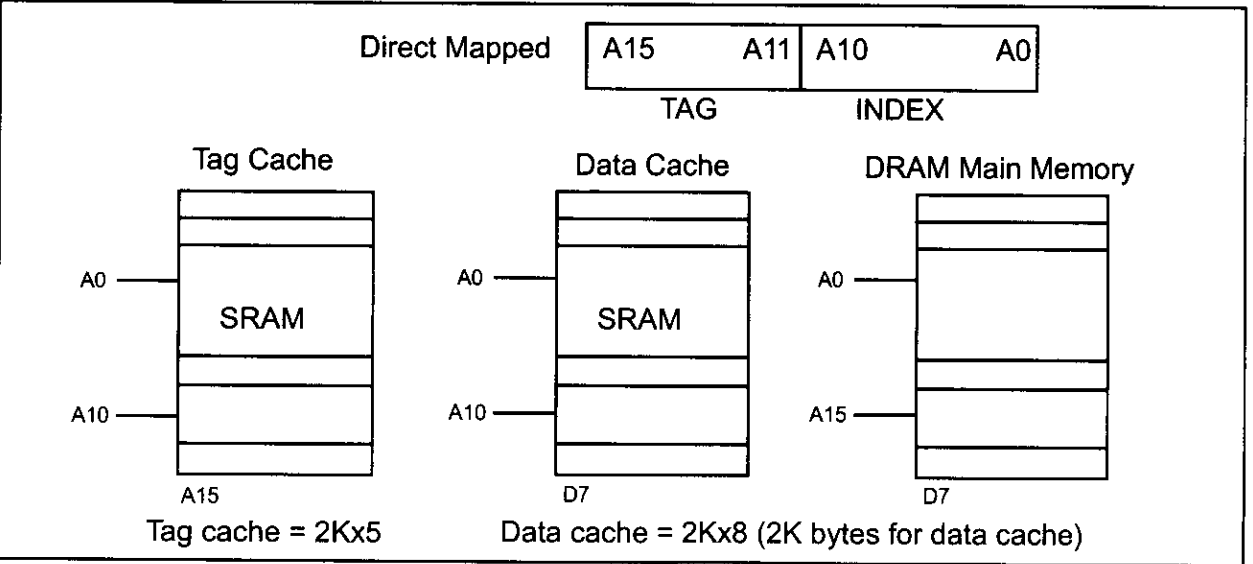 Direct Mapped A15 A11 A10 A0
TAG INDEX
Tag Cache
Data Cache
DRAM Main Memory
A0
SRAM
A10
A15
A0
SRAM
A10
D7
A0
A15
D7
Tag cache = 2Kx5
Data cache = 2Kx8 (2K bytes for data cache)